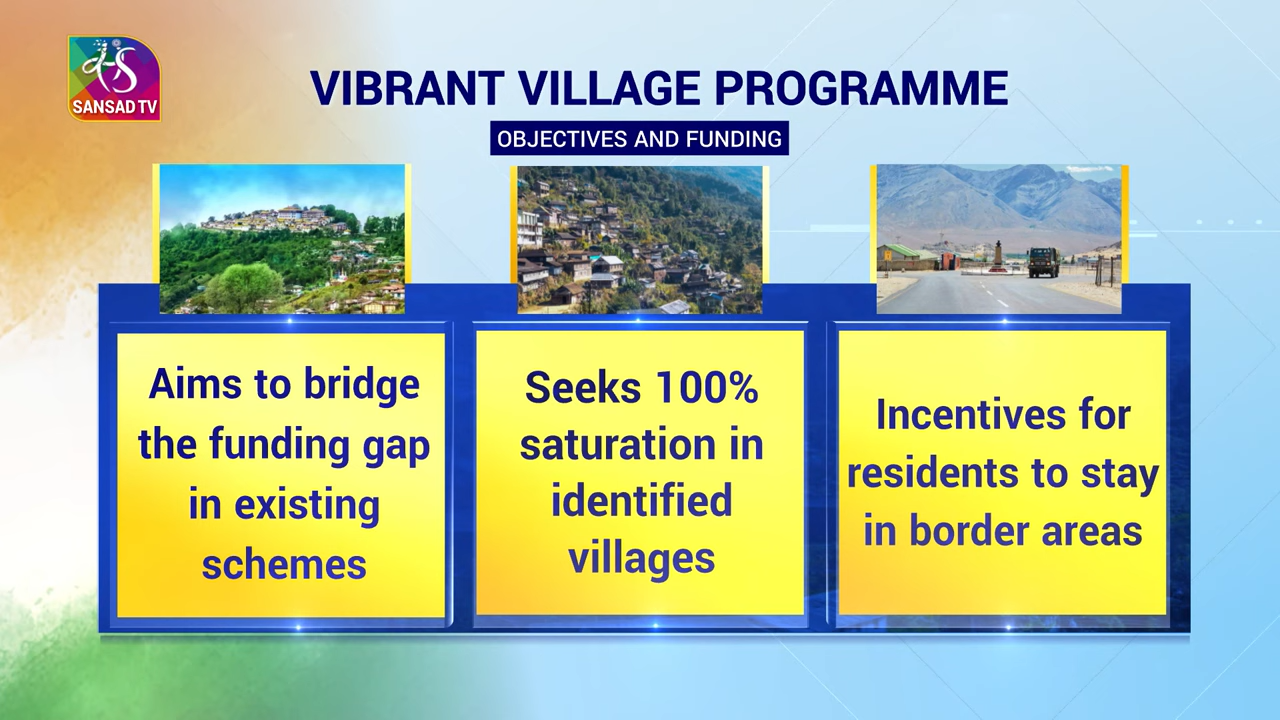 SANSAD TV
VIBRANT VILLAGE PROGRAMME
OBJECTIVES AND FUNDING
Aims to bridge
the funding gap
in existing
schemes
Seeks 100%
saturation in
identified
villages
Incentives for
residents to stay
in border areas